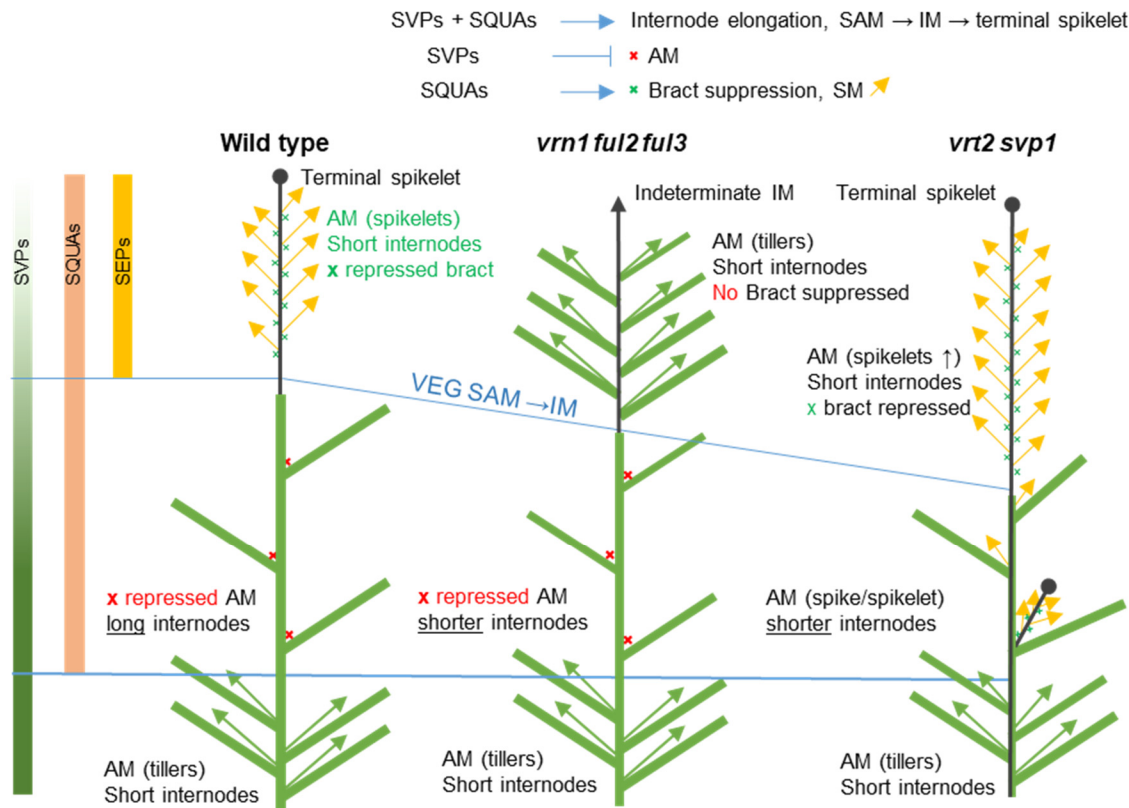 SVPs + SQUAs → Internode elongation, SAM → IM → terminal spikelet
SVPs x AM
SQUAs → x Bract suppression, SM
Wild type
vrn1 ful2 ful3
vrt2 svp1
SVPs
SQUAs
SEPs
Terminal spikelet
AM (spikelets)
Short internodes
x repressed bract
Indeterminate IM
AM (tillers)
Short internodes
No Bract suppressed
Terminal spikelet
AM (spikelets ↑)
Short internodes
x bract repressed
VEG SAM → IM
x repressed AM
long internodes
x repressed AM
shorter internodes
AM (spike/spikelet)
shorter internodes
AM (tillers)
Short internodes
AM (tillers)
Short internodes
AM (tillers)
Short internodes